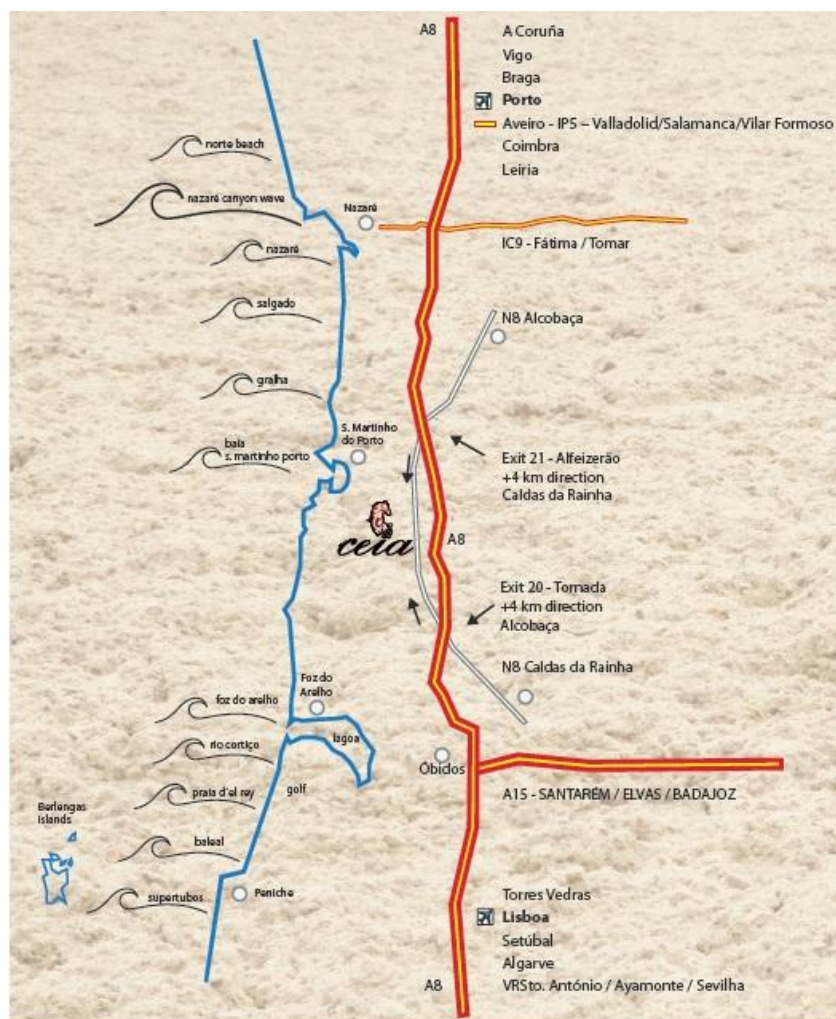 A8
A Coruña
Vigo
Braga
Porto
Aveiro - IP5 – Valladolid/Salamanca/Vilar Formoso
Coimbra
Leiria
norte beach
nazaré canyon wave
Nazaré
IC9 - Fátima / Tomar
nazaré
salgado
N8 Alcobaça
gralha
S. Martinho
do Porto
baía
s. martinho porto
Exit 21 - Alfeizerão
+4 km direction
Caldas da Rainha
ceia
A8
Exit 20 - Tornada
+4 km direction
Alcobaça
N8 Caldas da Rainha
Foz do
Arelho
foz do arelho
lagoa
rio cortiço
Óbidos
golf
praia d'el rey
A15 - SANTARÉM / ELVAS / BADAJOZ
Berlengas
Islands
baleal
Peniche
supertubos
Torres Vedras
Lisboa
Setúbal
Algarve
A8
VRSto. António / Ayamonte / Sevilha